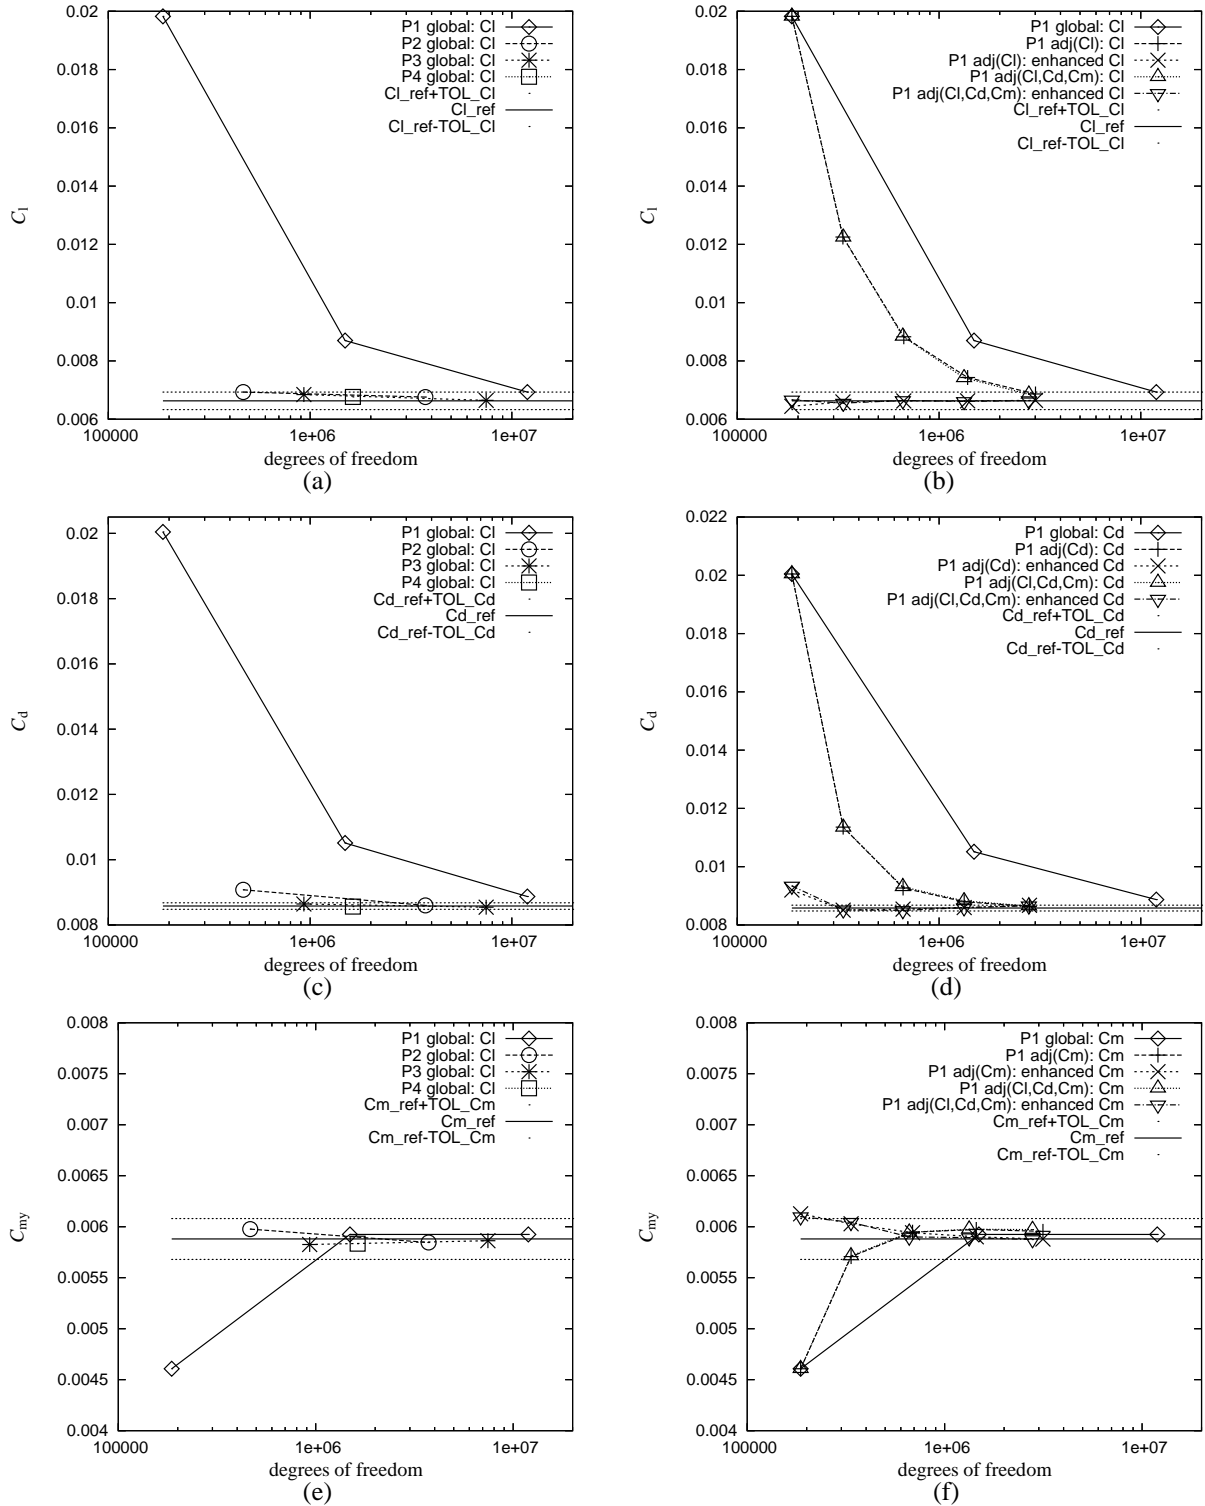 0.02
0.018
0.016
0.014
0.012
0.01
0.008
0.006
100000
1e+06
1e+07
Cl
degrees of freedom
P1 global: Cl
P2 global: Cl
P3 global: Cl
P4 global: Cl
Cl_ref+TOL_Cl
Cl_ref
Cl_ref-TOL_Cl
(a)
0.02
0.018
0.016
0.014
0.012
0.01
0.008
0.006
100000
1e+06
1e+07
Cl
degrees of freedom
P1 global: Cl
P1 adj(Cl): Cl
P1 adj(Cl): enhanced Cl
P1 adj(Cl,Cd,Cm): Cl
P1 adj(Cl,Cd,Cm): enhanced Cl
Cl_ref+TOL_Cl
Cl_ref
Cl_ref-TOL_Cl
(b)
0.02
0.018
0.016
0.014
0.012
0.01
0.008
100000
1e+06
1e+07
Cd
degrees of freedom
P1 global: Cl
P2 global: Cl
P3 global: Cl
P4 global: Cl
Cd_ref+TOL_Cd
Cd_ref
Cd_ref-TOL_Cd
(c)
0.022
0.02
0.018
0.016
0.014
0.012
0.01
0.008
100000
1e+06
1e+07
Cd
degrees of freedom
P1 global: Cd
P1 adj(Cd): Cd
P1 adj(Cd): enhanced Cd
P1 adj(Cl,Cd,Cm): Cd
P1 adj(Cl,Cd,Cm): enhanced Cd
Cd_ref+TOL_Cd
Cd_ref
Cd_ref-TOL_Cd
(d)
0.008
0.0075
0.007
0.0065
0.006
0.0055
0.005
0.0045
0.004
100000
1e+06
1e+07
Cmy
degrees of freedom
P1 global: Cl
P2 global: Cl
P3 global: Cl
P4 global: Cl
Cm_ref+TOL_Cm
Cm_ref
Cm_ref-TOL_Cm
(e)
0.008
0.0075
0.007
0.0065
0.006
0.0055
0.005
0.0045
0.004
100000
1e+06
1e+07
Cmy
degrees of freedom
P1 global: Cm
P1 adj(Cm): Cm
P1 adj(Cm): enhanced Cm
P1 adj(Cl,Cd,Cm): Cm
P1 adj(Cl,Cd,Cm): enhanced Cm
Cm_ref+TOL_Cm
Cm_ref
Cm_ref-TOL_Cm
(f)